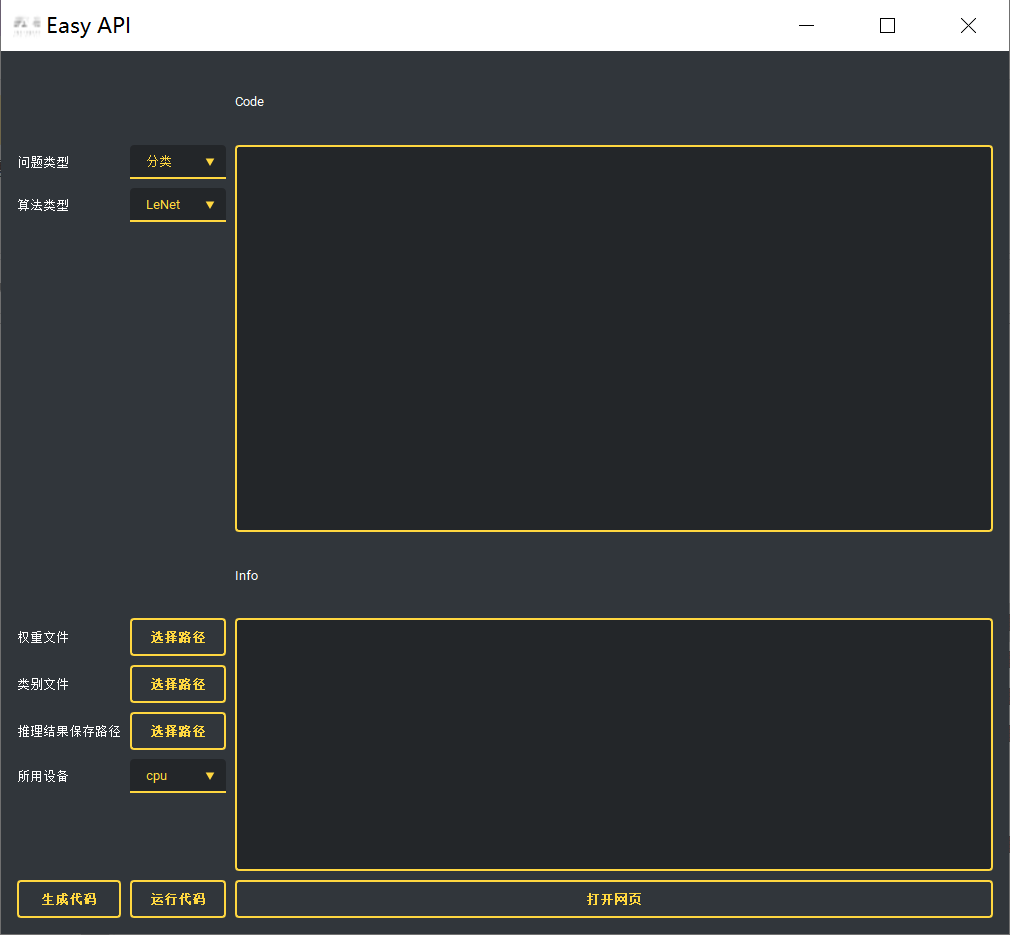 Easy API
Code
问题类型
分类
算法类型
LeNet
Info
权重文件
选择路径
类别文件
选择路径
推理结果保存路径
选择路径
所用设备
cpu
生成代码
运行代码
打开网页